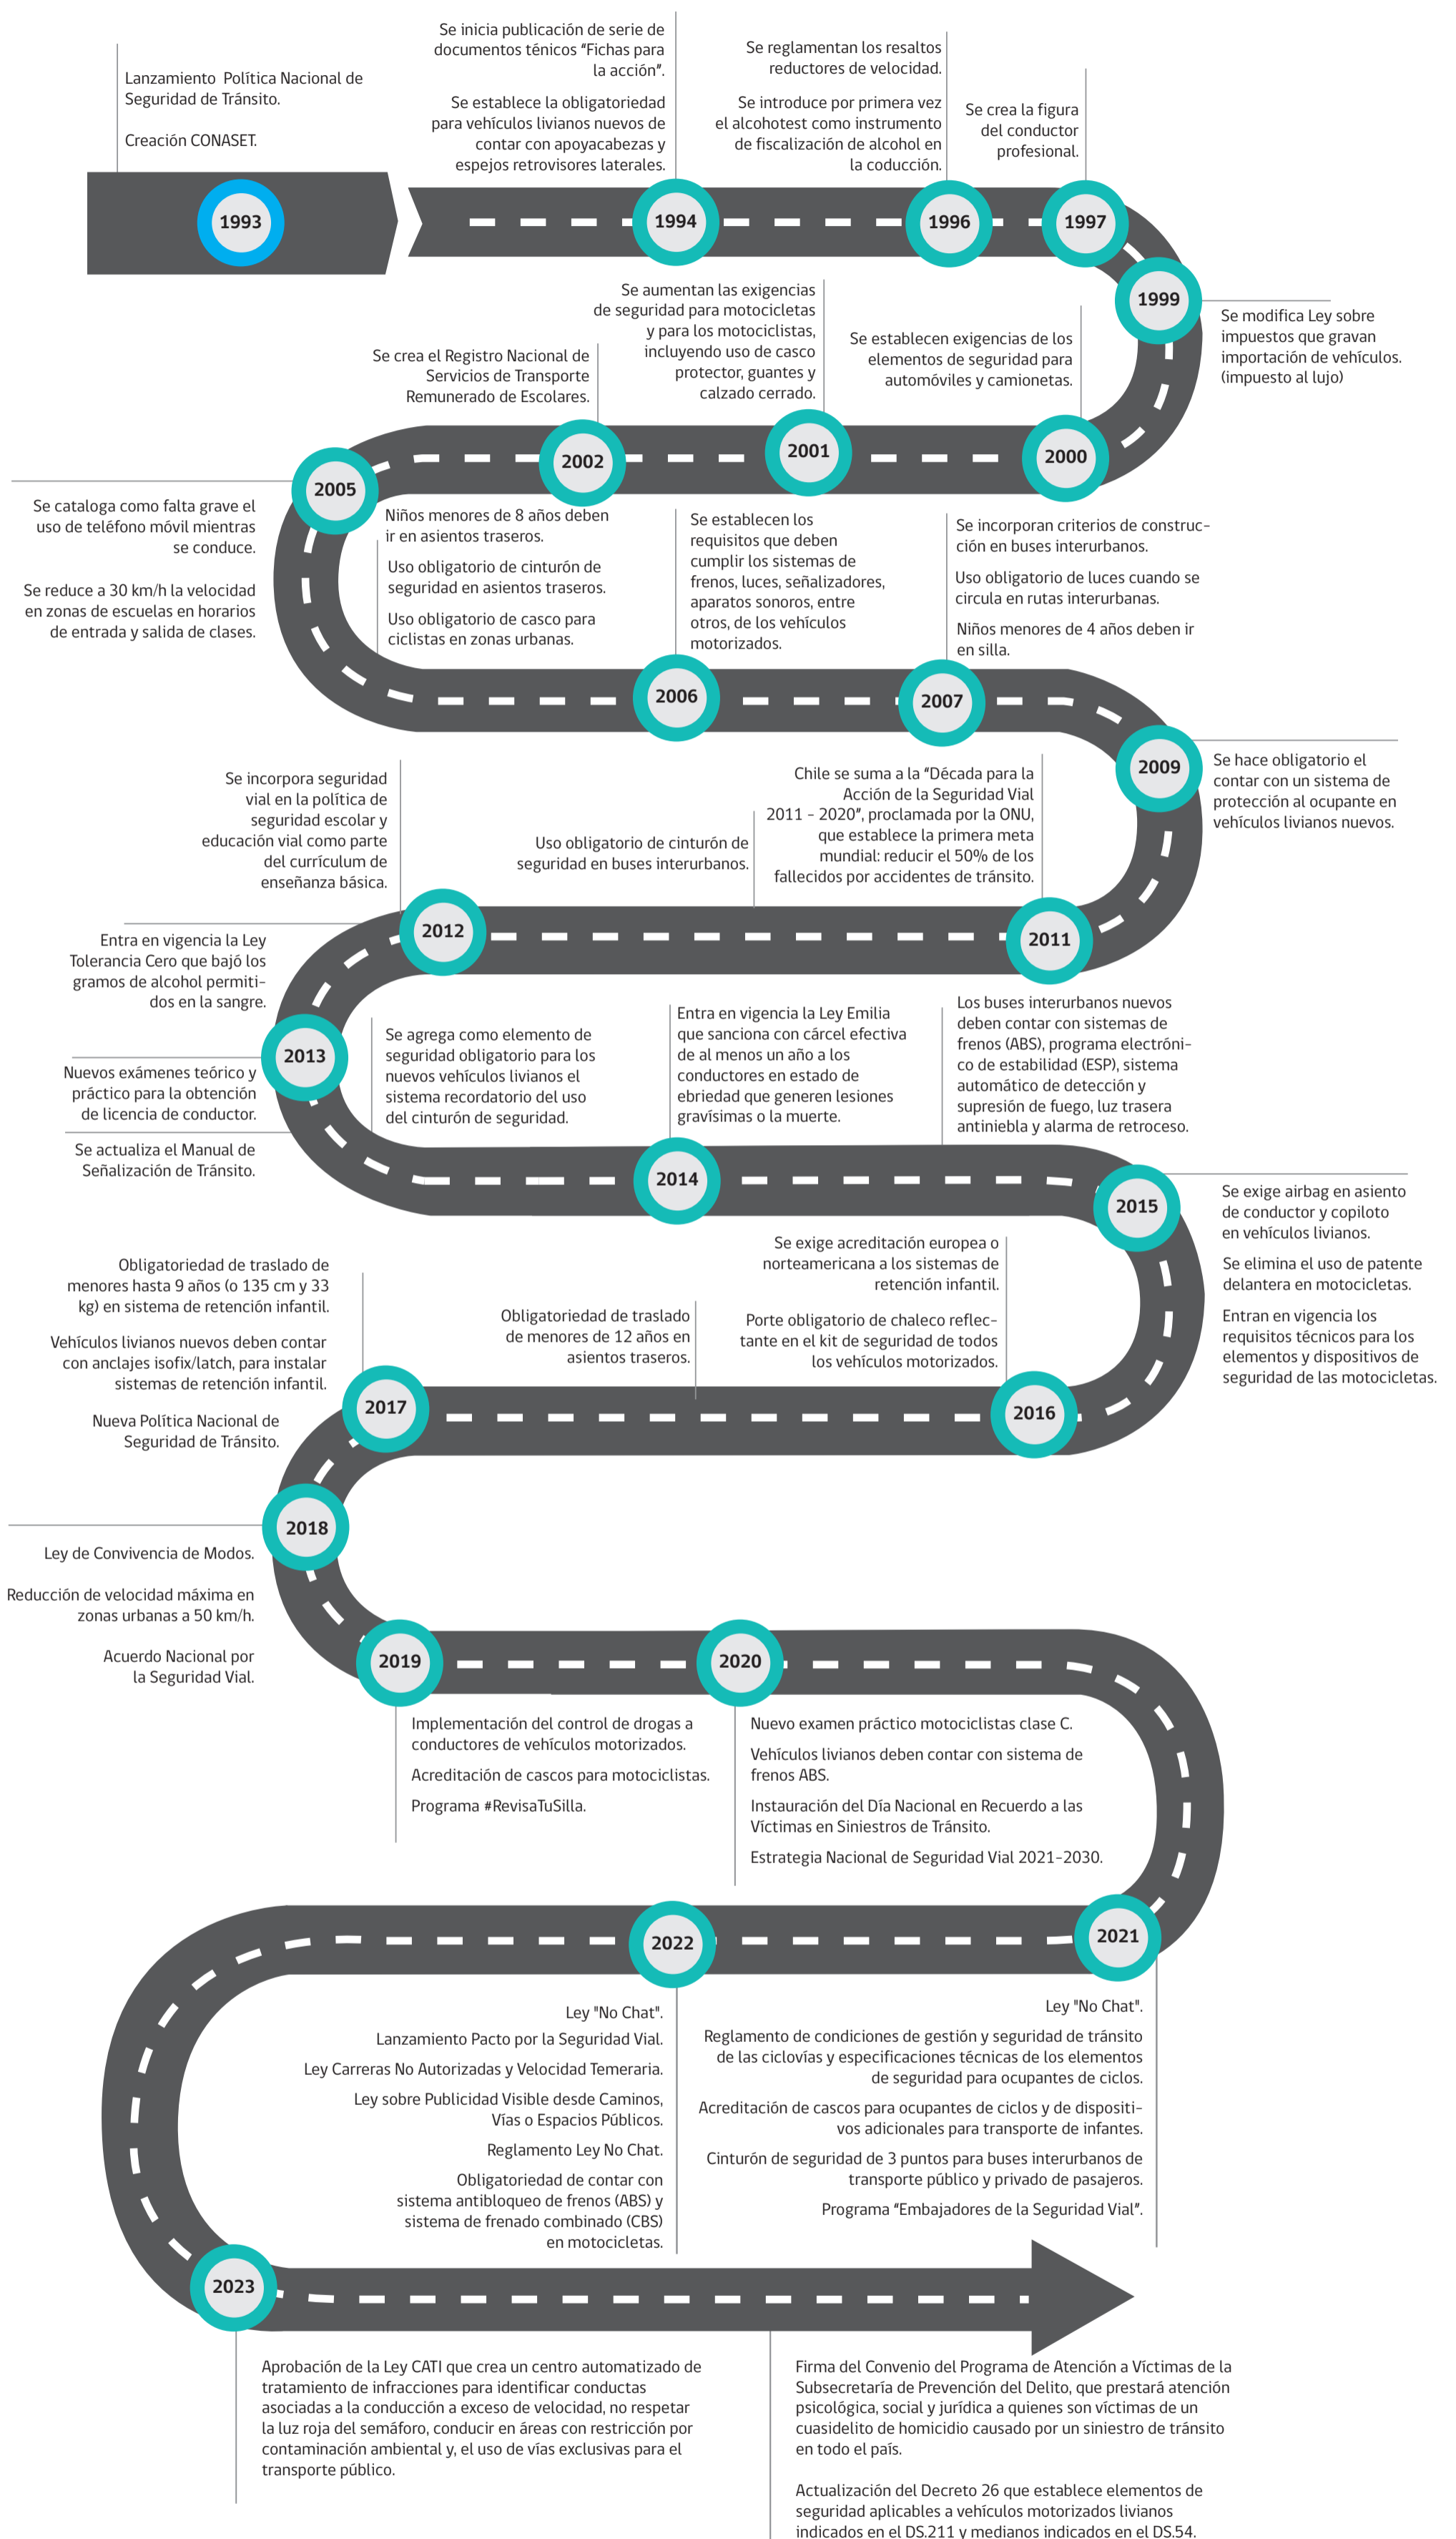 Lanzamiento  Política Nacional de
Seguridad de Tránsito.
Creación CONASET.
1993
Se inicia publicación de serie de
documentos ténicos “Fichas para
la acción”.
Se establece la obligatoriedad
para vehículos livianos nuevos de
contar con apoyacabezas y
espejos retrovisores laterales.
1994
Se reglamentan los resaltos
reductores de velocidad.
Se introduce por primera vez
el alcohotest como instrumento
de fiscalización de alcohol en
la coducción.
1996
Se crea la figura
del conductor
profesional.
1997
1999
Se modifica Ley sobre
impuestos que gravan
importación de vehículos.
(impuesto al lujo)
Se establecen exigencias de los
elementos de seguridad para
automóviles y camionetas.
2000
Se aumentan las exigencias
de seguridad para motocicletas
y para los motociclistas,
incluyendo uso de casco
protector, guantes y
calzado cerrado.
2001
Se crea el Registro Nacional de
Servicios de Transporte
Remunerado de Escolares.
2002
2005
Se cataloga como falta grave el
uso de teléfono móvil mientras
se conduce.
Se reduce a 30 km/h la velocidad
en zonas de escuelas en horarios
de entrada y salida de clases.
Niños menores de 8 años deben
ir en asientos traseros.
Uso obligatorio de cinturón de
seguridad en asientos traseros.
Uso obligatorio de casco para
ciclistas en zonas urbanas.
Se establecen los
requisitos que deben
cumplir los sistemas de
frenos, luces, señalizadores,
aparatos sonoros, entre
otros, de los vehículos
motorizados.
2006
Se incorporan criterios de construc-
ción en buses interurbanos.
Uso obligatorio de luces cuando se
circula en rutas interurbanas.
Niños menores de 4 años deben ir
en silla.
2007
2009
Se hace obligatorio el
contar con un sistema de
protección al ocupante en
vehículos livianos nuevos.
Chile se suma a la “Década para la
Acción de la Seguridad Vial
2011 - 2020”, proclamada por la ONU,
que establece la primera meta
mundial: reducir el 50% de los
fallecidos por accidentes de tránsito.
2011
Uso obligatorio de cinturón de
seguridad en buses interurbanos.
Se incorpora seguridad
vial en la política de
seguridad escolar y
educación vial como parte
del currículum de
enseñanza básica.
2012
Entra en vigencia la Ley
Tolerancia Cero que bajó los
gramos de alcohol permiti-
dos en la sangre.
2013
Nuevos exámenes teórico y
práctico para la obtención
de licencia de conductor.
Se actualiza el Manual de
Señalización de Tránsito.
Se agrega como elemento de
seguridad obligatorio para los
nuevos vehículos livianos el
sistema recordatorio del uso
del cinturón de seguridad.
Entra en vigencia la Ley Emilia
que sanciona con cárcel efectiva
de al menos un año a los
conductores en estado de
ebriedad que generen lesiones
gravísimas o la muerte.
2014
Los buses interurbanos nuevos
deben contar con sistemas de
frenos (ABS), programa electróni-
co de estabilidad (ESP), sistema
automático de detección y
supresión de fuego, luz trasera
antiniebla y alarma de retroceso.
2015
Se exige airbag en asiento
de conductor y copiloto
en vehículos livianos.
Se elimina el uso de patente
delantera en motocicletas.
Entran en vigencia los
requisitos técnicos para los
elementos y dispositivos de
seguridad de las motocicletas.
Se exige acreditación europea o
norteamericana a los sistemas de
retención infantil.
Porte obligatorio de chaleco reflec-
tante en el kit de seguridad de todos
los vehículos motorizados.
2016
Obligatoriedad de traslado
de menores de 12 años en
asientos traseros.
Obligatoriedad de traslado de
menores hasta 9 años (o 135 cm y 33
kg) en sistema de retención infantil.
Vehículos livianos nuevos deben contar
con anclajes isofix/latch, para instalar
sistemas de retención infantil.
Nueva Política Nacional de
Seguridad de Tránsito.
2017
2018
Ley de Convivencia de Modos.
Reducción de velocidad máxima en
zonas urbanas a 50 km/h.
Acuerdo Nacional por
la Seguridad Vial.
2019
Implementación del control de drogas a
conductores de vehículos motorizados.
Acreditación de cascos para motociclistas.
Programa #RevisaTuSilla.
2020
Nuevo examen práctico motociclistas clase C.
Vehículos livianos deben contar con sistema de
frenos ABS.
Instauración del Día Nacional en Recuerdo a las
Víctimas en Siniestros de Tránsito.
Estrategia Nacional de Seguridad Vial 2021-2030.
2021
Ley "No Chat".
Reglamento de condiciones de gestión y seguridad de tránsito
de las ciclovías y especificaciones técnicas de los elementos
de seguridad para ocupantes de ciclos.
Acreditación de cascos para ocupantes de ciclos y de dispositi-
vos adicionales para transporte de infantes.
Cinturón de seguridad de 3 puntos para buses interurbanos de
transporte público y privado de pasajeros.
Programa “Embajadores de la Seguridad Vial”.
2022
Ley "No Chat".
Lanzamiento Pacto por la Seguridad Vial.
Ley Carreras No Autorizadas y Velocidad Temeraria.
Ley sobre Publicidad Visible desde Caminos,
Vías o Espacios Públicos.
Reglamento Ley No Chat.
Obligatoriedad de contar con
sistema antibloqueo de frenos (ABS) y
sistema de frenado combinado (CBS)
en motocicletas.
2023
Aprobación de la Ley CATI que crea un centro automatizado de
tratamiento de infracciones para identificar conductas
asociadas a la conducción a exceso de velocidad, no respetar
la luz roja del semáforo, conducir en áreas con restricción por
contaminación ambiental y, el uso de vías exclusivas para el
transporte público.
Firma del Convenio del Programa de Atención a Víctimas de la
Subsecretaría de Prevención del Delito, que prestará atención
psicológica, social y jurídica a quienes son víctimas de un
cuasidelito de homicidio causado por un siniestro de tránsito
en todo el país.
Actualización del Decreto 26 que establece elementos de
seguridad aplicables a vehículos motorizados livianos
indicados en el DS.211 y medianos indicados en el DS.54.